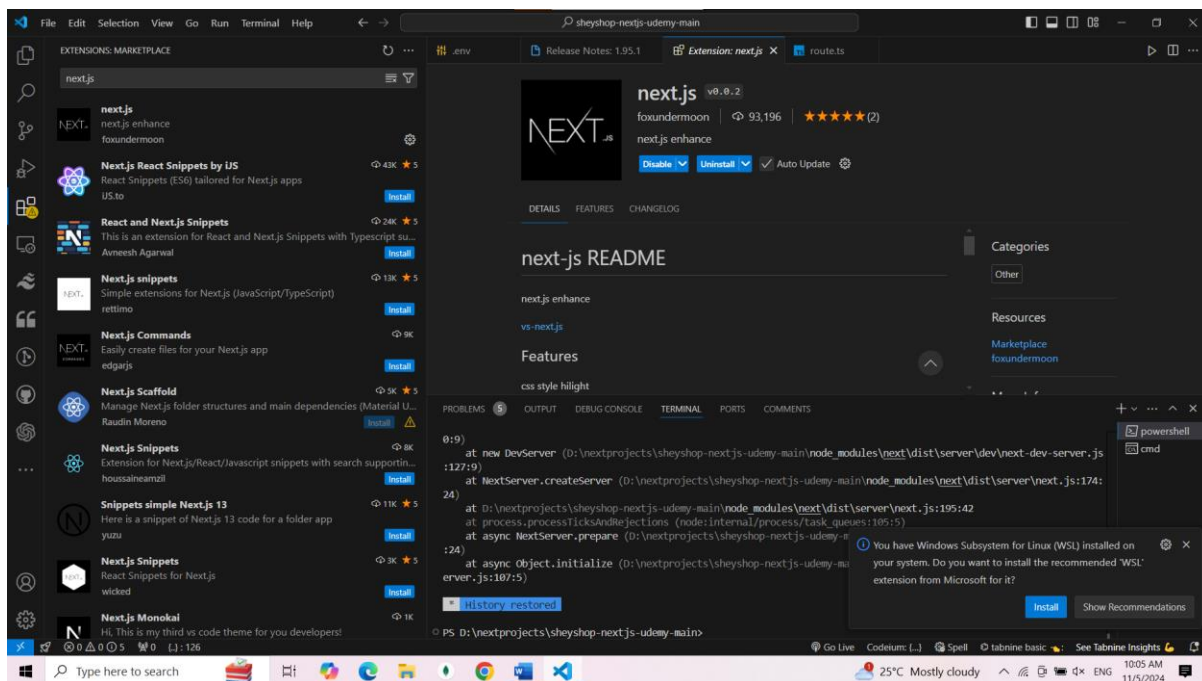 File Edit Selection View Go Run Terminal Help
sheyshop-nextjs-udemy-main
EXTENSIONS: MARKETPLACE
next.js
next.js
next.js enhance
foxundermoon
Next.js React Snippets by iJS
43K 5
React Snippets (ES6) tailored for Next.js apps
iJS.to
Install
React and Next.js Snippets
24K 5
This is an extension for React and Next.js Snippets with Typescript su...
Avneesh Agarwal
Install
Next.js snippets
13K 5
Simple extensions for Next.js (JavaScript/TypeScript)
rettimo
Install
Next.js Commands
9K
Easily create files for your Next.js app
edgarjs
Install
Next.js Scaffold
5K 5
Manage Next.js folder structures and main dependencies (Material U...
Raudin Moreno
Install
Next.js Snippets
8K
Extension for Next.js/React/Javascript snippets with search supportin...
houssaineamzil
Install
Snippets simple Next.js 13
11K 5
Here is a snippet of Next.js 13 code for a folder app
yuzu
Install
Next.js Snippets
3K 5
React Snippets for Next.js
wicked
Install
Next.js Monokai
1K
Hi, This is my third vs code theme for you developers!
.env
Release Notes: 1.95.1
Extension: next.js
route.ts
NEXT.JS
next.js v0.0.2
foxundermoon 93,196 (2)
next.js enhance
Disable Uninstall Auto Update
DETAILS FEATURES CHANGELOG
next-js README
next.js enhance
vs-next.js
Features
css style hilight
Categories
Other
Resources
Marketplace
foxundermoon
PROBLEMS 5 OUTPUT DEBUG CONSOLE TERMINAL PORTS COMMENTS
0:9)
at new DevServer (D:\nextprojects\sheyshop-nextjs-udemy-main\node_modules\next\dist\server\dev\next-dev-server.js
:127:9)
at NextServer.createServer (D:\nextprojects\sheyshop-nextjs-udemy-main\node_modules\next\dist\server\next.js:174:
24)
at D:\nextprojects\sheyshop-nextjs-udemy-main\node_modules\next\dist\server\next.js:195:42
at process.processTicksAndRejections (node:internal/process/task_queues:105:5)
at async NextServer.prepare (D:\nextprojects\sheyshop-nextjs-udemy-m
:24)
at async Object.initialize (D:\nextprojects\sheyshop-nextjs-udemy-ma
erver.js:107:5)
* History restored
PS D:\nextprojects\sheyshop-nextjs-udemy-main>
powershell
cmd
You have Windows Subsystem for Linux (WSL) installed on
your system. Do you want to install the recommended 'WSL'
extension from Microsoft for it?
Install Show Recommendations
0 0 5 0 {..}: 126
Go Live Codeium: {...} Spell tabnine basic See Tabnine Insights
Type here to search
25°C Mostly cloudy
ENG
10:05 AM
11/5/2024